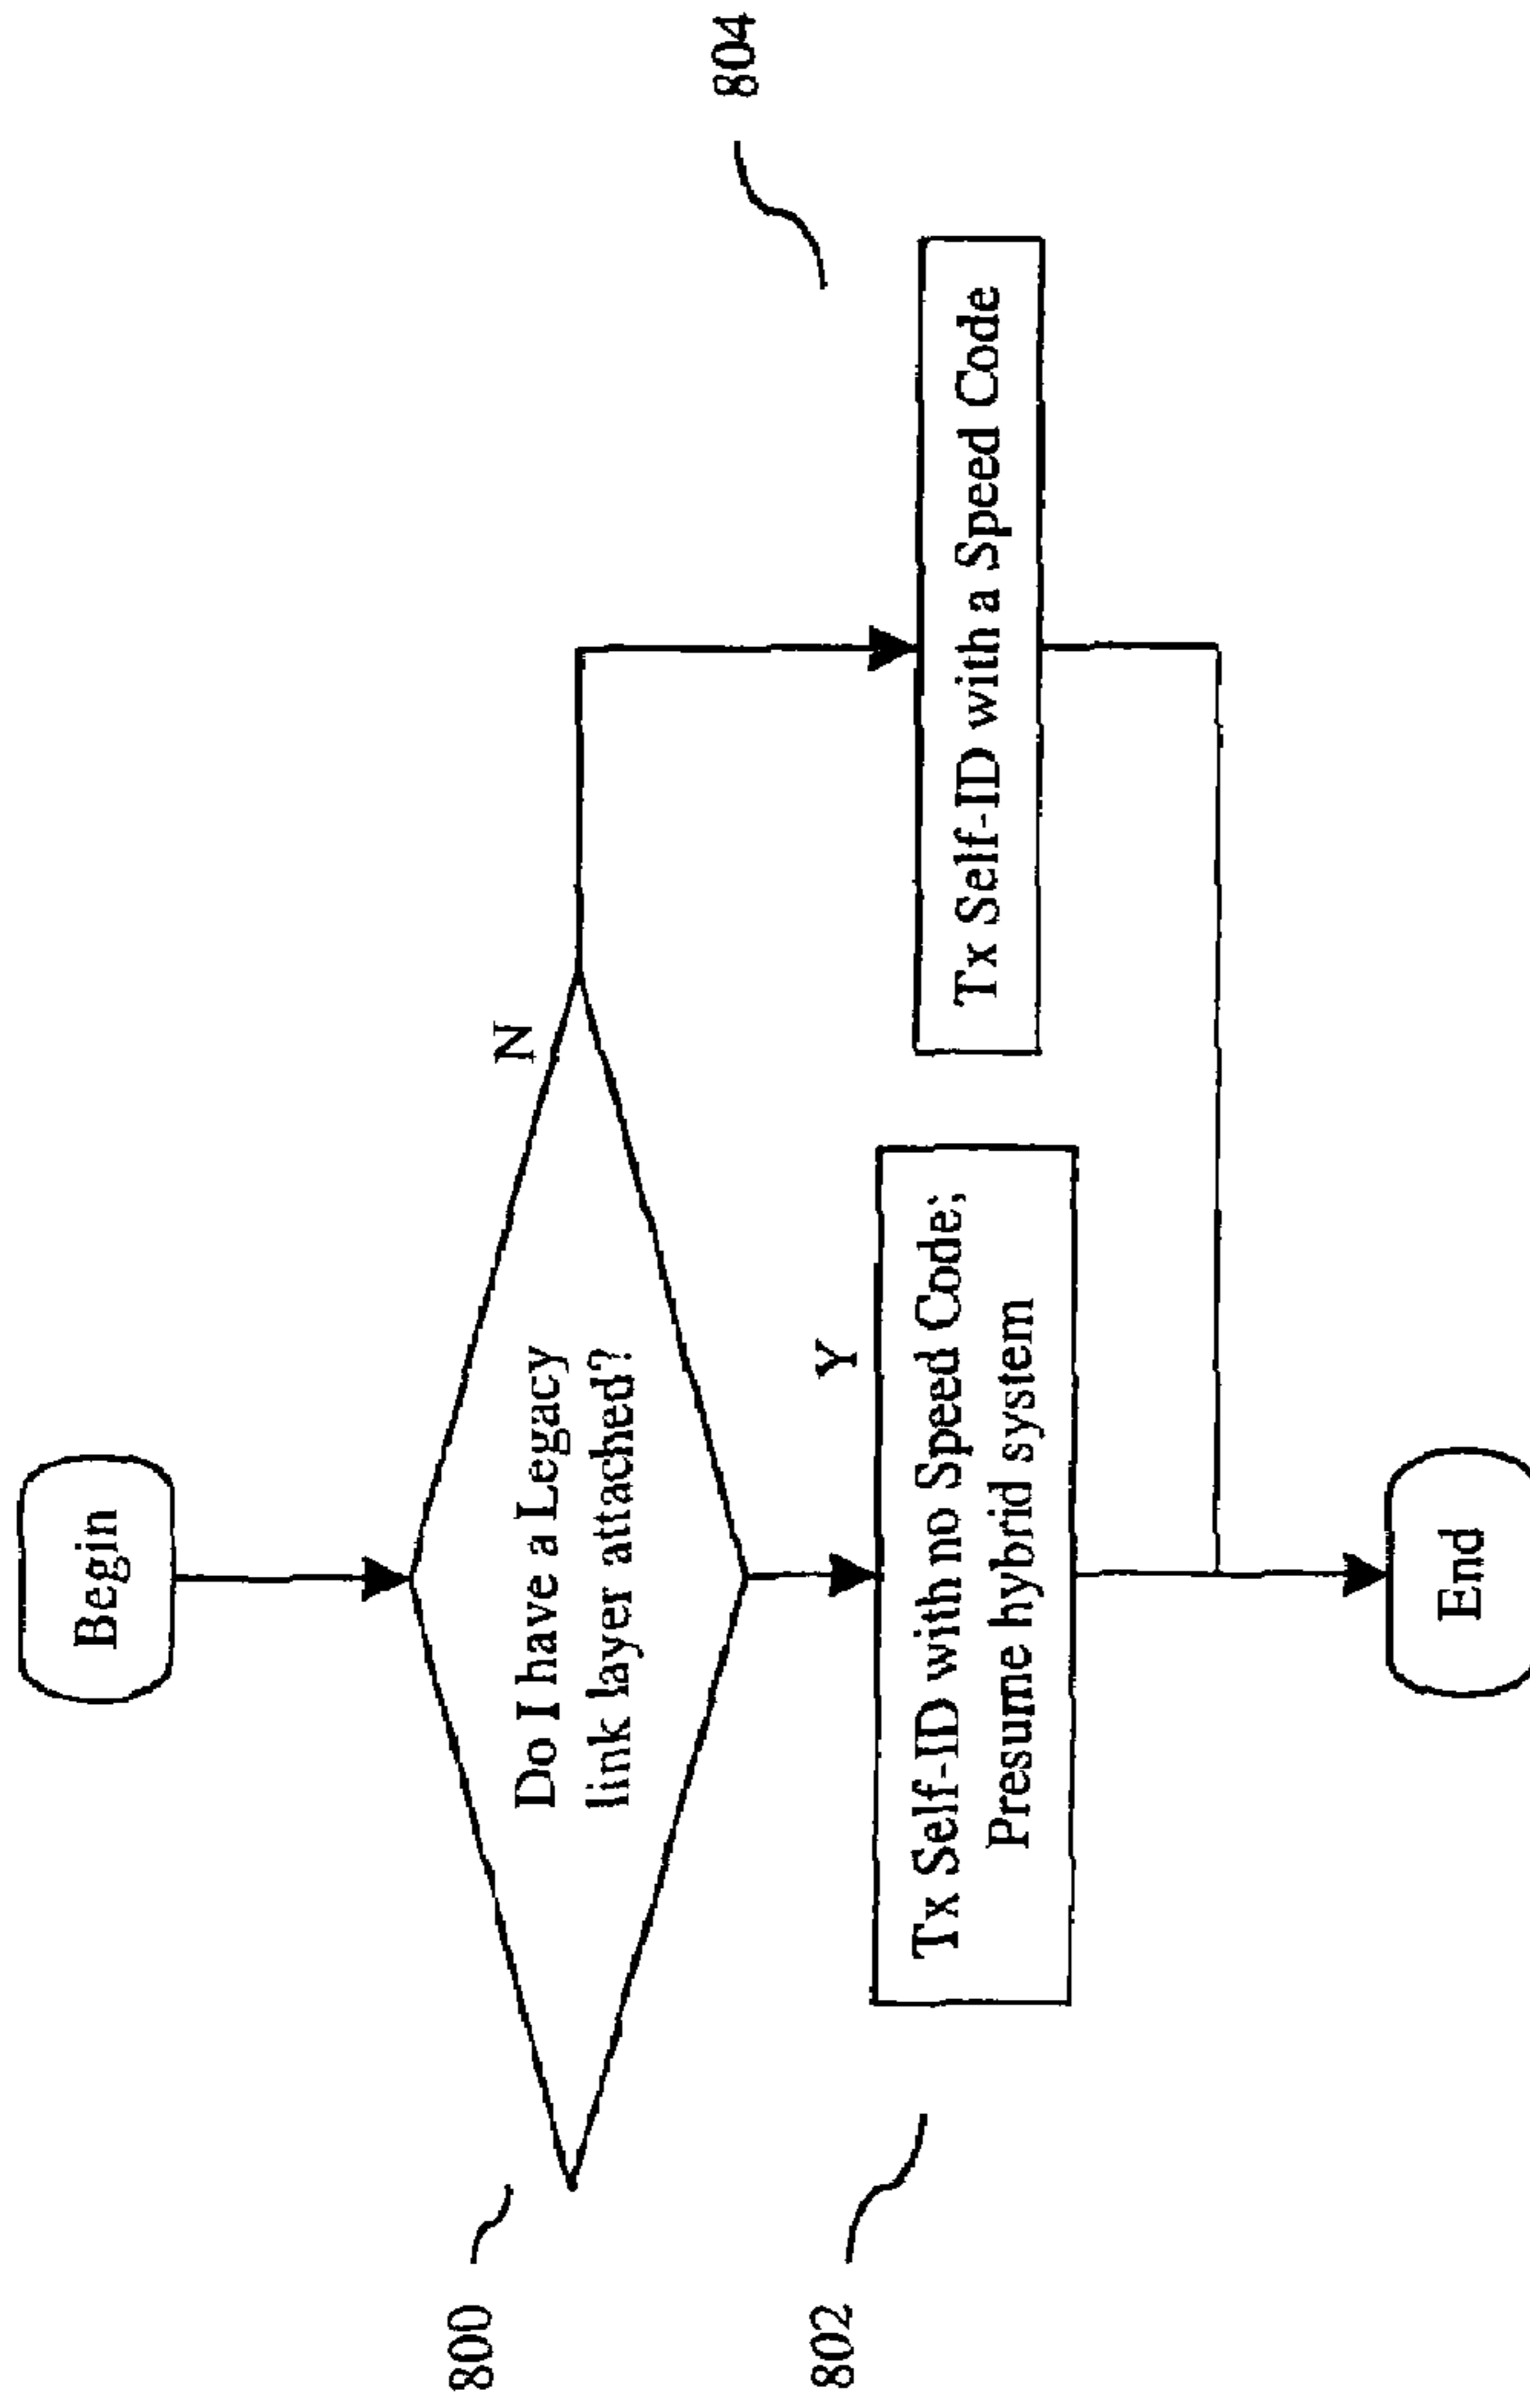 Begin
800
Do I have a Legacy
link layer attached?
N
Y
802
Tx Self-ID with no Speed Code;
Presume hybrid system
804
Tx Self-ID with a Speed Code
End